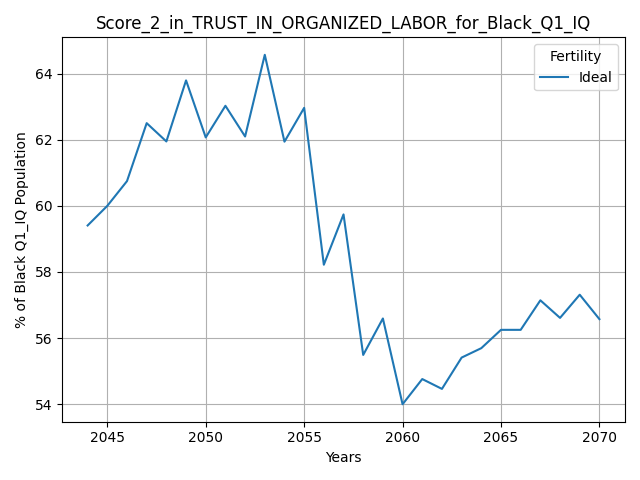 Score_2_in_TRUST_IN_ORGANIZED_LABOR_for_Black_Q1_IQ
Fertility
Ideal
% of Black Q1_IQ Population
64
62
60
58
56
54
2045
2050
2055
2060
2065
2070
Years